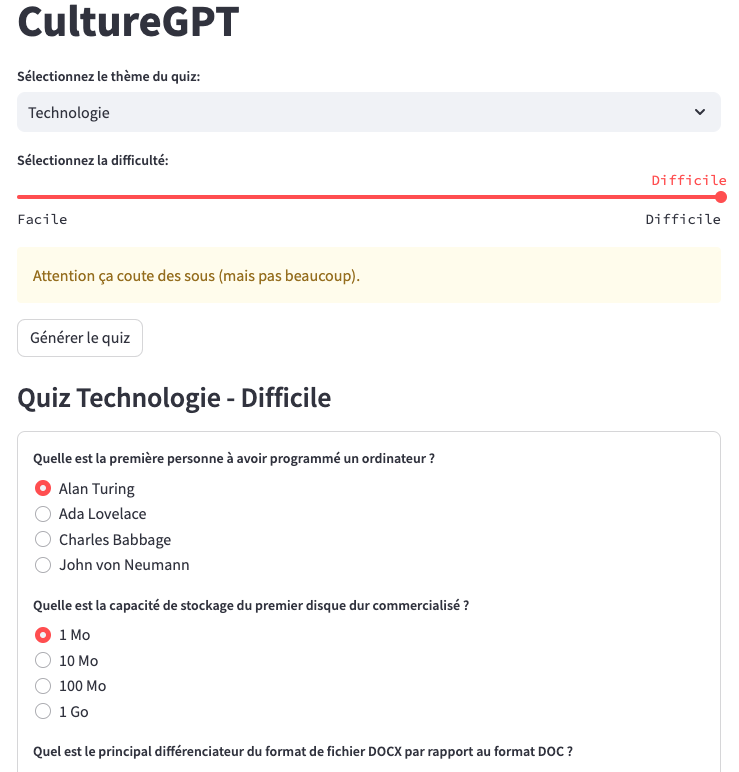 CultureGPT
Sélectionnez le thème du quiz:
Technologie
Sélectionnez la difficulté:
Difficile
Facile
Difficile
Attention ça coute des sous (mais pas beaucoup).
Générer le quiz
Quiz Technologie - Difficile
Quelle est la première personne à avoir programmé un ordinateur ?
Alan Turing
Ada Lovelace
Charles Babbage
John von Neumann
Quelle est la capacité de stockage du premier disque dur commercialisé ?
1 Mo
10 Mo
100 Mo
1 Go
Quel est le principal différenciateur du format de fichier DOCX par rapport au format DOC ?